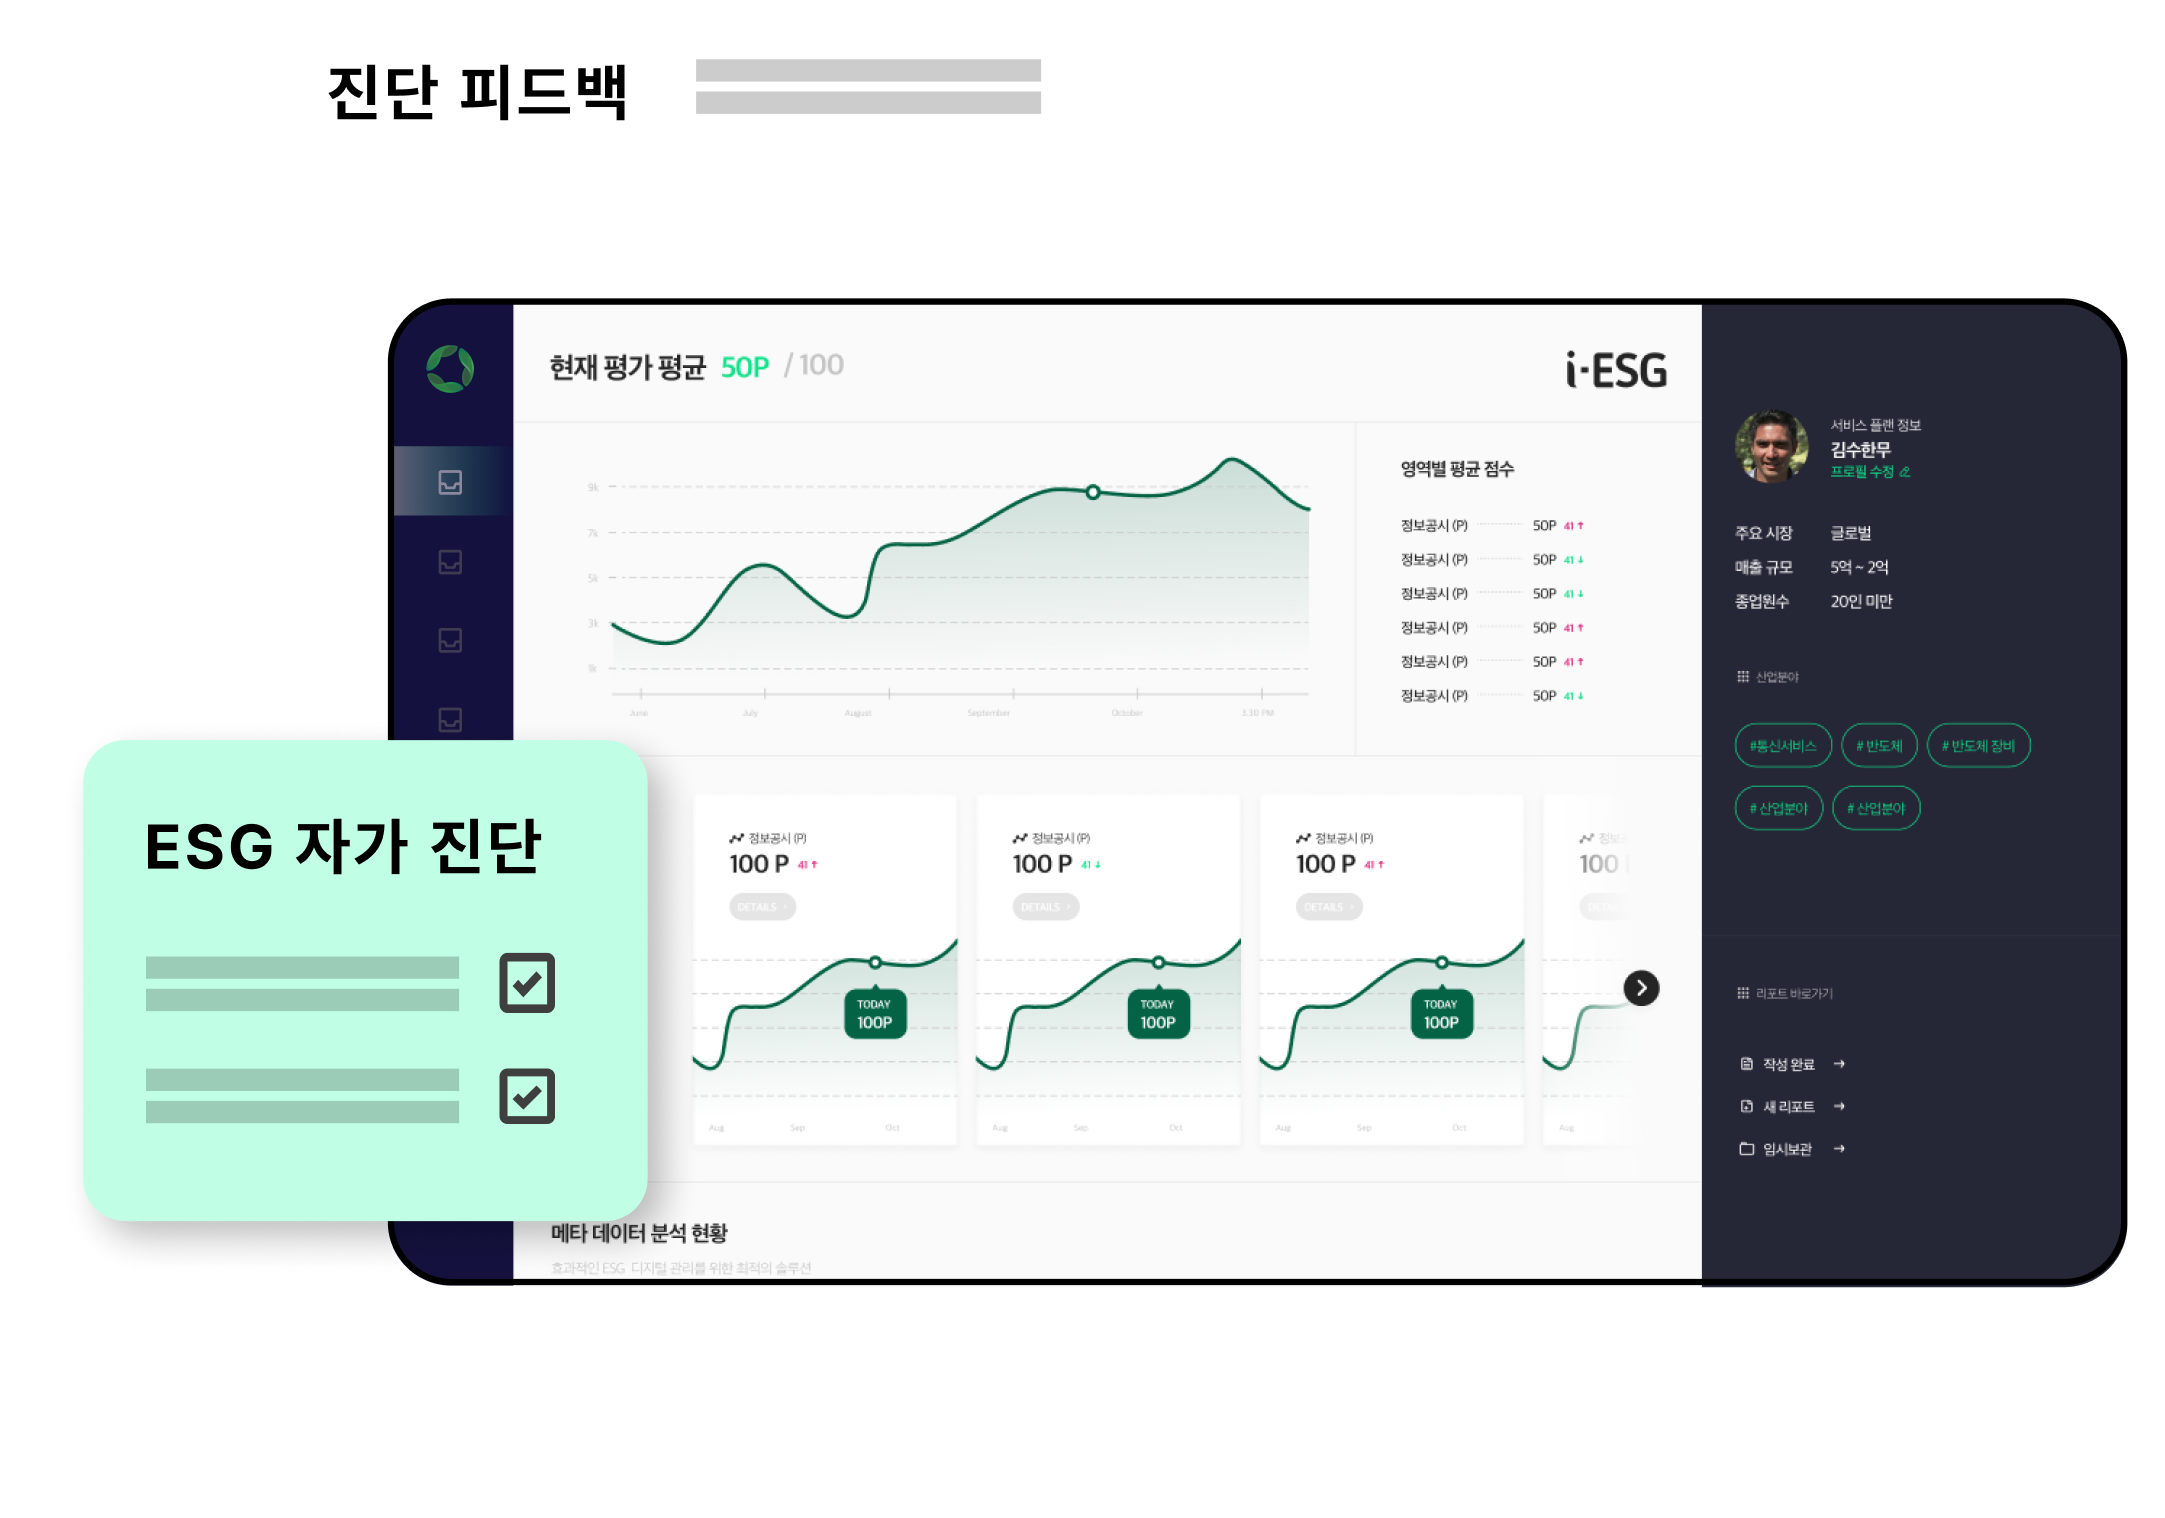 진단 피드백
현재 평가 평균 50P / 100
i·ESG
9k
7k
5k
3k
1k
June July August September October 3:30 PM
영역별 평균 점수
정보공시 (P) 50P 41 ↑
정보공시 (P) 50P 41 ↓
정보공시 (P) 50P 41 ↓
정보공시 (P) 50P 41 ↑
정보공시 (P) 50P 41 ↑
정보공시 (P) 50P 41 ↓
서비스 플랜 정보
김수한무
프로필 수정
주요 시장 글로벌
매출 규모 5억 ~ 2억
종업원수 20인 미만
산업분야
#통신서비스 # 반도체 # 반도체 장비
# 산업분야 # 산업분야
리포트 바로가기
작성 완료 →
새 리포트 →
임시보관 →
ESG 자가 진단
정보공시 (P)
100 P 41 ↑
DETAILS
TODAY
100P
Aug Sep Oct
정보공시 (P)
100 P 41 ↓
DETAILS
TODAY
100P
Aug Sep Oct
정보공시 (P)
100 P 41 ↑
DETAILS
TODAY
100P
Aug Sep Oct
정보
100
Aug
메타 데이터 분석 현황
효과적인 ESG 디지털 관리를 위한 최적의 솔루션